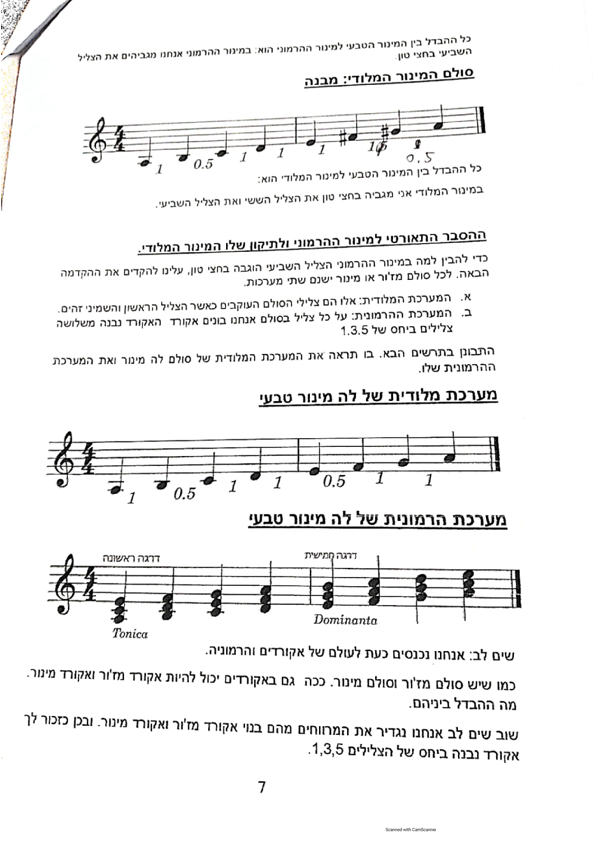 כל ההבדל בין המינור הטבעי למינור ההרמוני הוא: במינור ההרמוני אנחנו מגביהים את הצליל
השביעי בחצי טון.
סולם המינור המלודי: מבנה
4
4
1
0.5
1
1
1
0.5
כל ההבדל בין המינור הטבעי למינור המלודי הוא:
במינור המלודי אני מגביה בחצי טון את הצליל הששי ואת הצליל השביעי.
ההסבר התאורטי למינור ההרמוני ולתיקון שלו המינור המלודי.
כדי להבין למה במינור ההרמוני הצליל השביעי הוגבה בחצי טון, עלינו להקדים את ההקדמה
הבאה. לכל סולם מז'ור או מינור ישנם שתי מערכות.
א. המערכת המלודית: אלו הם צלילי הסולם העוקבים כאשר הצליל הראשון והשמיני זהים.
ב. המערכת ההרמונית: על כל צליל בסולם אנחנו בונים אקורד האקורד נבנה משלושה
צלילים ביחס של 1.3.5
התבונן בתרשים הבא. בו תראה את המערכת המלודית של סולם לה מינור ואת המערכת
ההרמונית שלו.
מערכת מלודית של לה מינור טבעי
4
4
1
0.5
1
1
0.5
1
1
מערכת הרמונית של לה מינור טבעי
דרגה ראשונה
דרגה חמישית
4
4
Tonica
Dominanta
שים לב: אנחנו נכנסים כעת לעולם של אקורדים והרמוניה.
כמו שיש סולם מז'ור וסולם מינור. ככה גם באקורדים יכול להיות אקורד מז'ור ואקורד מינור.
מה ההבדל ביניהם.
שוב שים לב אנחנו נגדיר את המרווחים מהם בנוי אקורד מז'ור ואקורד מינור. ובכן כזכור לך
אקורד נבנה ביחס של הצלילים 1,3,5.
7
Scanned with CamScanner